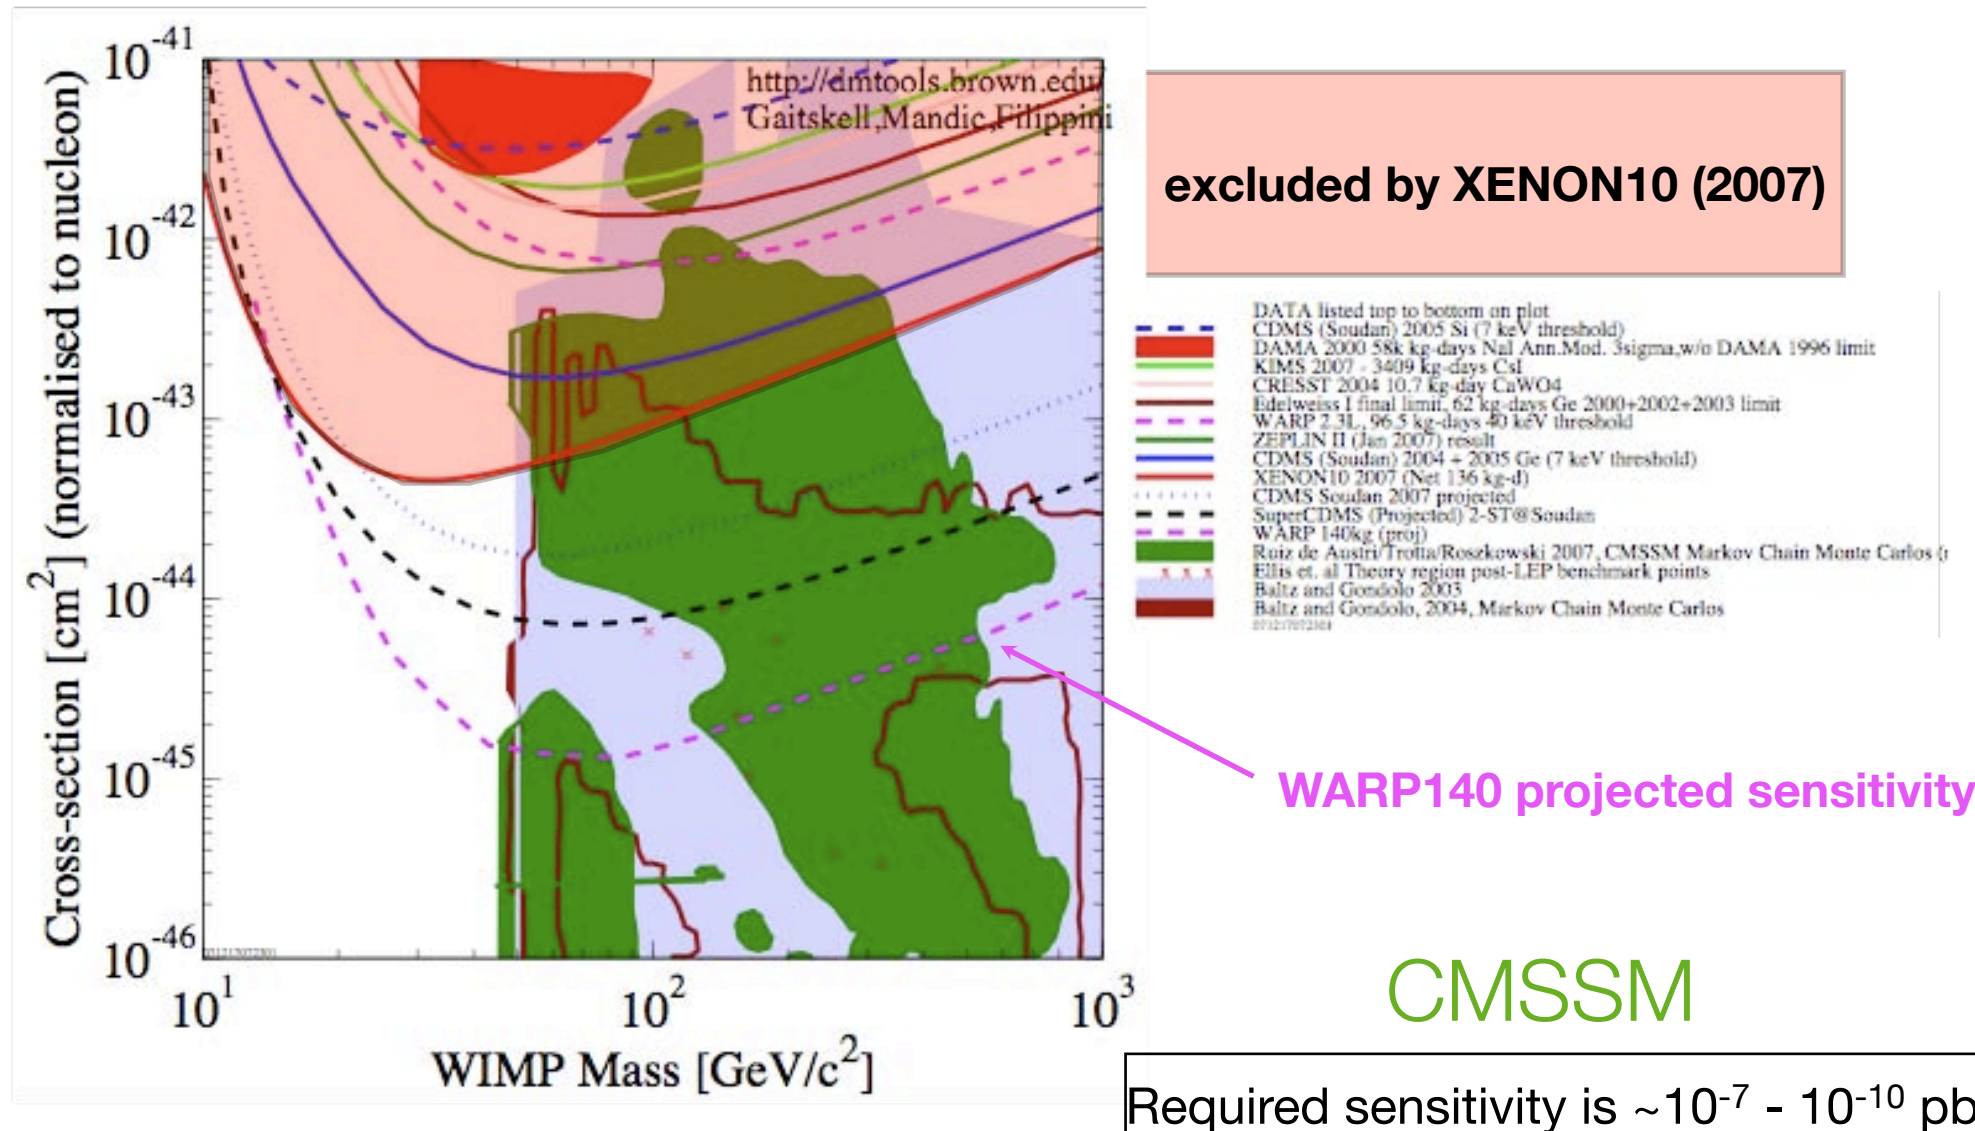 10^-41
10^-42
10^-43
10^-44
10^-45
10^-46
Cross-section [cm^2] (normalised to nucleon)
http://dmtools.brown.edu/
Gaitskell,Mandic,Filippini
10^1
10^2
10^3
WIMP Mass [GeV/c^2]
excluded by XENON10 (2007)
DATA listed top to bottom on plot
CDMS (Soudan) 2005 Si (7 keV threshold)
DAMA 2000 58k kg-days NaI Ann.Mod. 3sigma,w/o DAMA 1996 limit
KIMS 2007 - 3409 kg-days CsI
CRESST 2004 10.7 kg-day CaWO4
Edelweiss I final limit, 62 kg-days Ge 2000+2002+2003 limit
WARP 2.3L, 96.5 kg-days 40 keV threshold
ZEPLIN II (Jan 2007) result
CDMS (Soudan) 2004 + 2005 Ge (7 keV threshold)
XENON10 2007 (Net 136 kg-d)
CDMS Soudan 2007 projected
SuperCDMS (Projected) 2-ST@Soudan
WARP 140kg (proj)
Ruiz de Austri/Trotta/Roszkowski 2007, CMSSM Markov Chain Monte Carlos (
Ellis et. al Theory region post-LEP benchmark points
Baltz and Gondolo 2003
Baltz and Gondolo, 2004, Markov Chain Monte Carlos
WARP140 projected sensitivity
CMSSM
Required sensitivity is ~10^-7 - 10^-10 pb